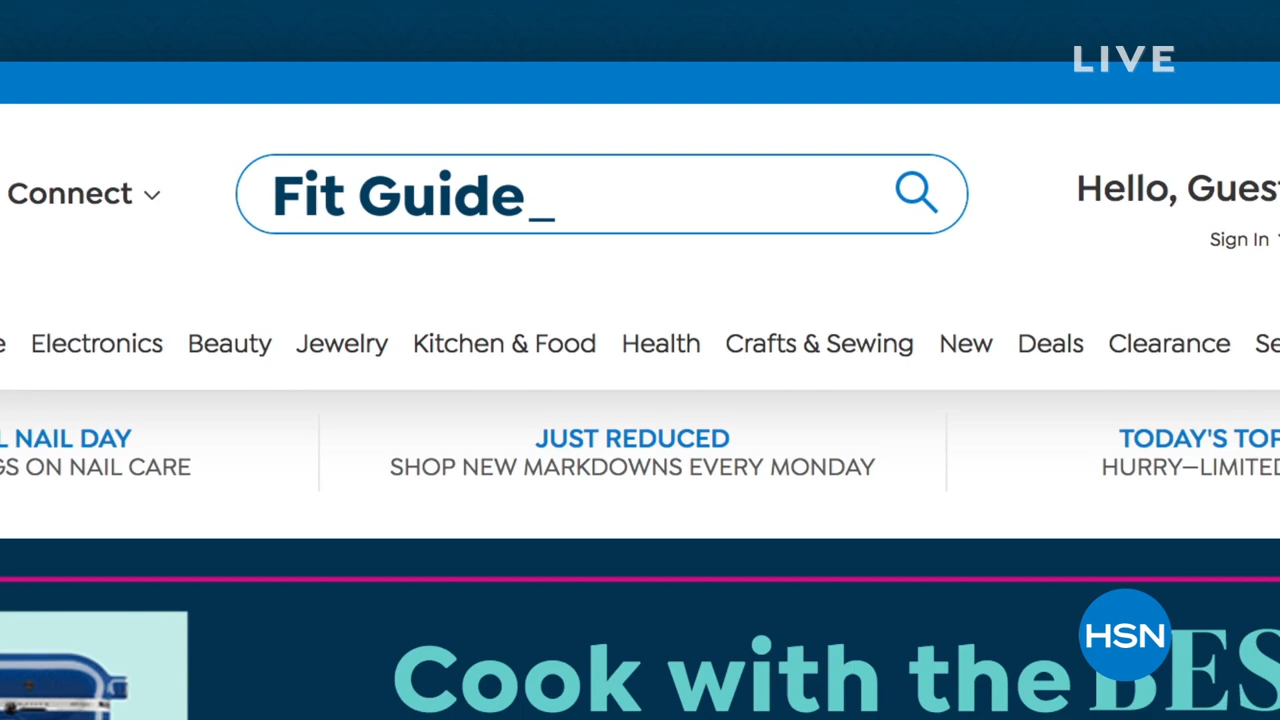 LIVE
Connect
Fit Guide_
Hello, Gues
Sign In
Electronics Beauty Jewelry Kitchen & Food Health Crafts & Sewing New Deals Clearance
L NAIL DAY
GS ON NAIL CARE
JUST REDUCED
SHOP NEW MARKDOWNS EVERY MONDAY
TODAY'S TOP
HURRY—LIMITED
Cook with the BES
HSN